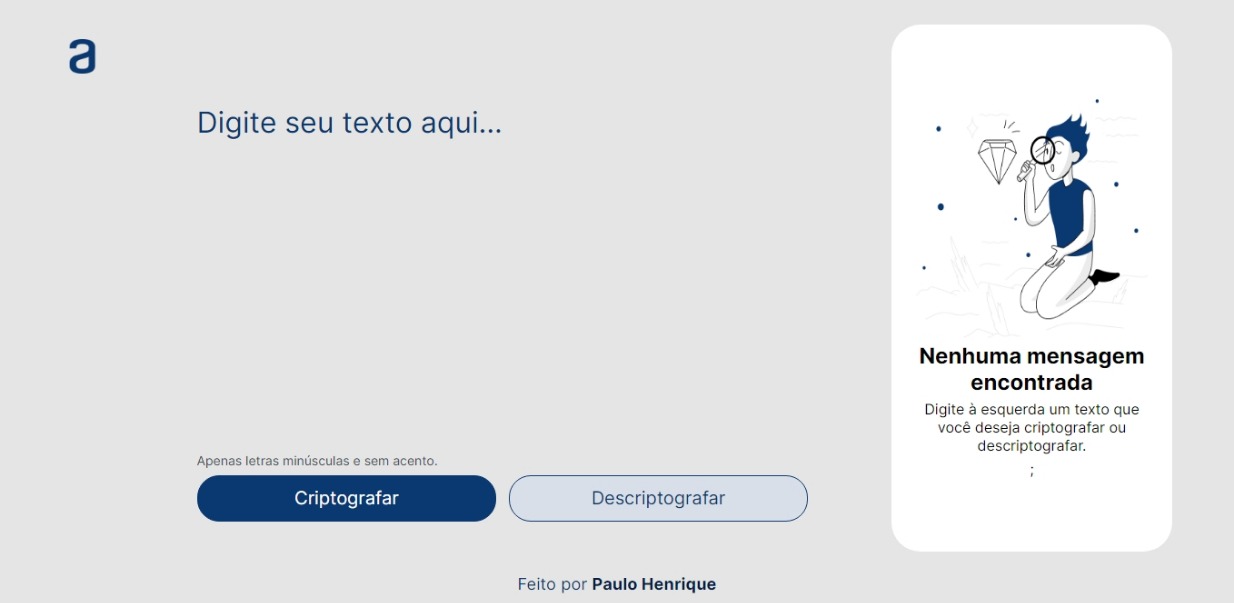 a
Digite seu texto aqui...
Apenas letras minúsculas e sem acento.
Criptografar
Descriptografar
Nenhuma mensagem
encontrada
Digite à esquerda um texto que
você deseja criptografar ou
descriptografar.
;
Feito por Paulo Henrique